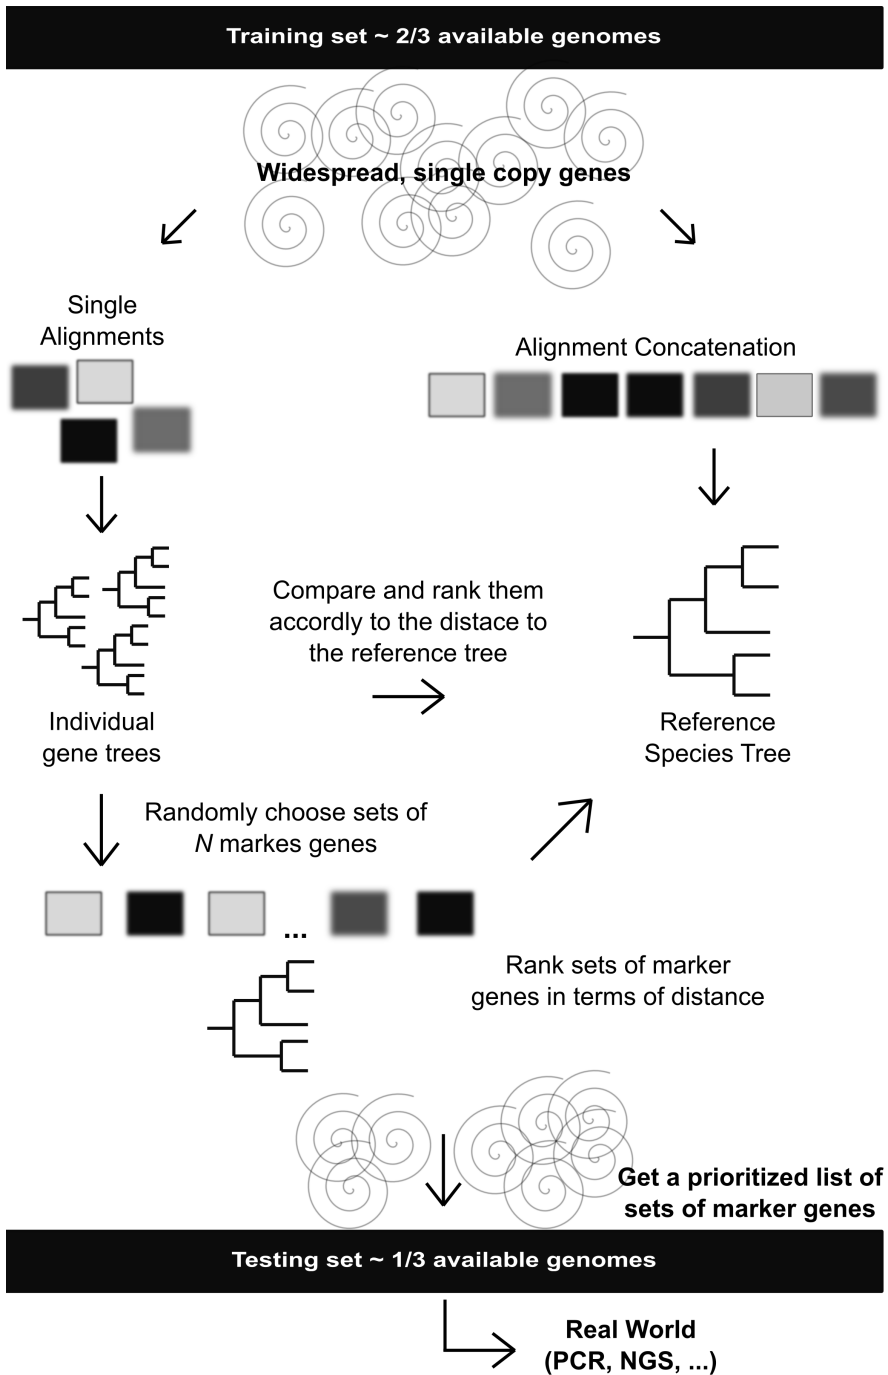 Training set ~ 2/3 available genomes
Widespread, single copy genes
Single
Alignments
Alignment Concatenation
Compare and rank them
accordly to the distace to
the reference tree
Individual
gene trees
Reference
Species Tree
Randomly choose sets of
N markes genes
...
Rank sets of marker
genes in terms of distance
Get a prioritized list of
sets of marker genes
Testing set ~ 1/3 available genomes
Real World
(PCR, NGS, ...)